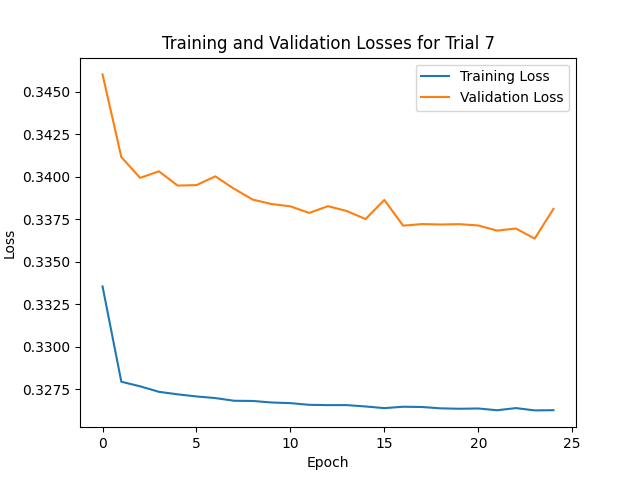 Training and Validation Losses for Trial 7
Training Loss
Validation Loss
0.3450
0.3425
0.3400
0.3375
0.3350
0.3325
0.3300
0.3275
Loss
0 5 10 15 20 25
Epoch